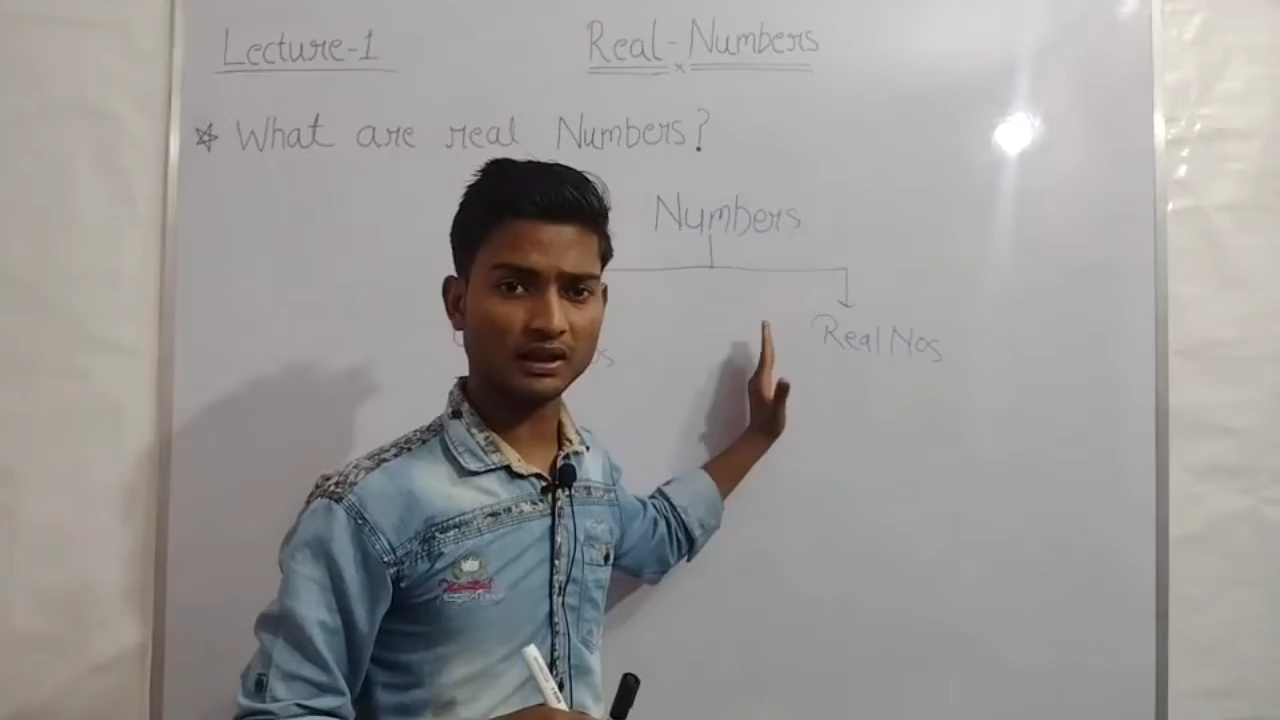 Lecture-1
Real-Numbers
What are real Numbers?
Numbers
Real Nos